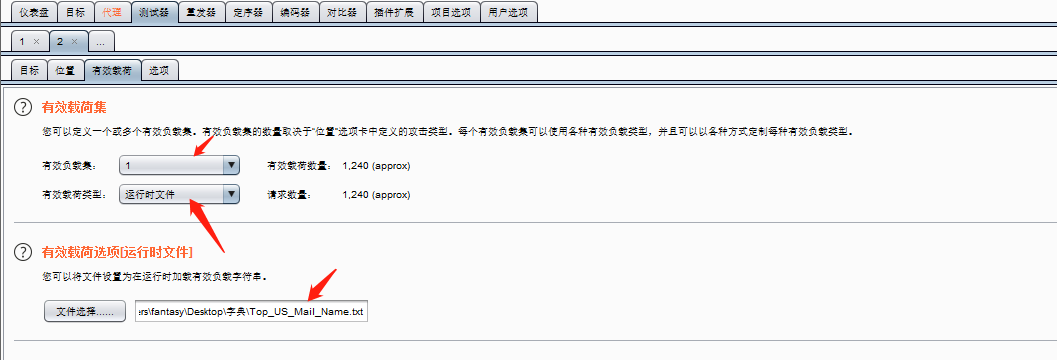 仪表盘 目标 代理 测试器 重发器 定序器 编码器 对比器 插件扩展 项目选项 用户选项
1 × 2 × ...
目标 位置 有效载荷 选项
? 有效载荷集
您可以定义一个或多个有效负载集。有效负载集的数量取决于“位置”选项卡中定义的攻击类型。每个有效负载集可以使用各种有效负载类型，并且可以以各种方式定制每种有效负载类型。
有效负载集： 1 有效载荷数量： 1,240 (approx)
有效载荷类型： 运行时文件 请求数量： 1,240 (approx)
? 有效载荷选项[运行时文件]
您可以将文件设置为在运行时加载有效负载字符串。
文件选择...... ers\fantasy\Desktop\字典\Top_US_Mail_Name.txt